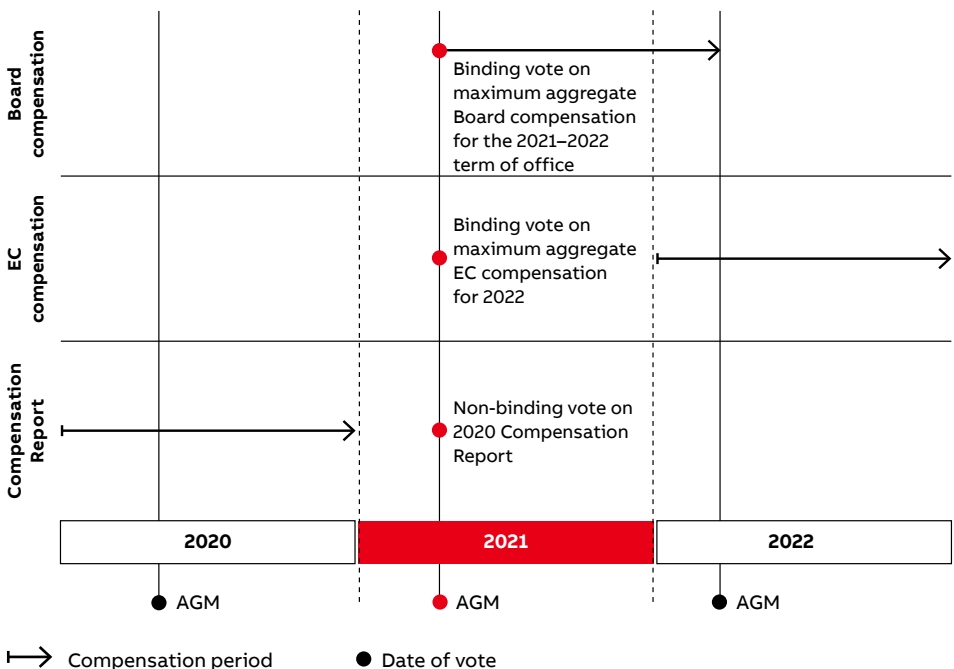 Board
compensation
Binding vote on
maximum aggregate
Board compensation
for the 2021–2022
term of office
EC
compensation
Binding vote on
maximum aggregate
EC compensation
for 2022
Compensation
Report
Non-binding vote on
2020 Compensation
Report
2020
2021
2022
AGM
AGM
AGM
Compensation period
Date of vote